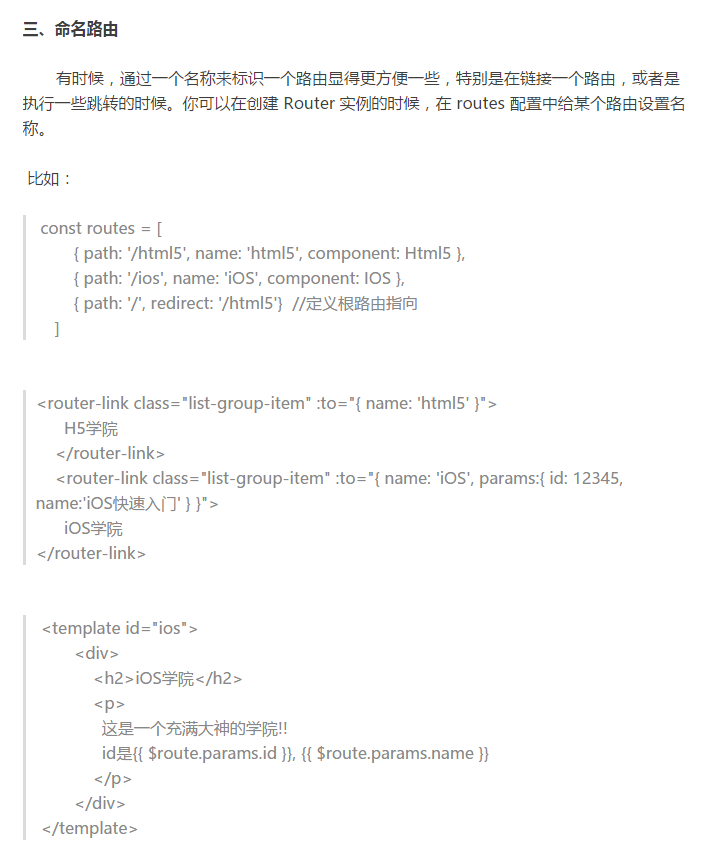 三、命名路由
有时候，通过一个名称来标识一个路由显得更方便一些，特别是在链接一个路由，或者是
执行一些跳转的时候。你可以在创建 Router 实例的时候，在 routes 配置中给某个路由设置名
称。
比如：
const routes = [
{ path: '/html5', name: 'html5', component: Html5 },
{ path: '/ios', name: 'iOS', component: IOS },
{ path: '/', redirect: '/html5'}  //定义根路由指向
]
<router-link class="list-group-item" :to="{ name: 'html5' }">
H5学院
</router-link>
<router-link class="list-group-item" :to="{ name: 'iOS', params:{ id: 12345,
name:'iOS快速入门' } }">
iOS学院
</router-link>
<template id="ios">
<div>
<h2>iOS学院</h2>
<p>
这是一个充满大神的学院!!
id是{{ $route.params.id }}, {{ $route.params.name }}
</p>
</div>
</template>